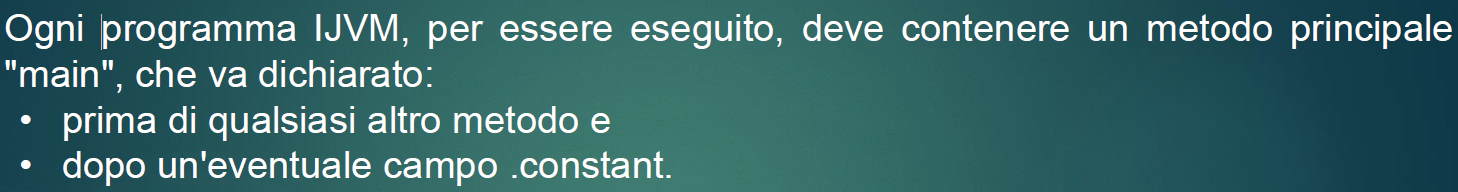 Ogni programma IJVM, per essere eseguito, deve contenere un metodo principale
"main", che va dichiarato:
• prima di qualsiasi altro metodo e
• dopo un'eventuale campo .constant.